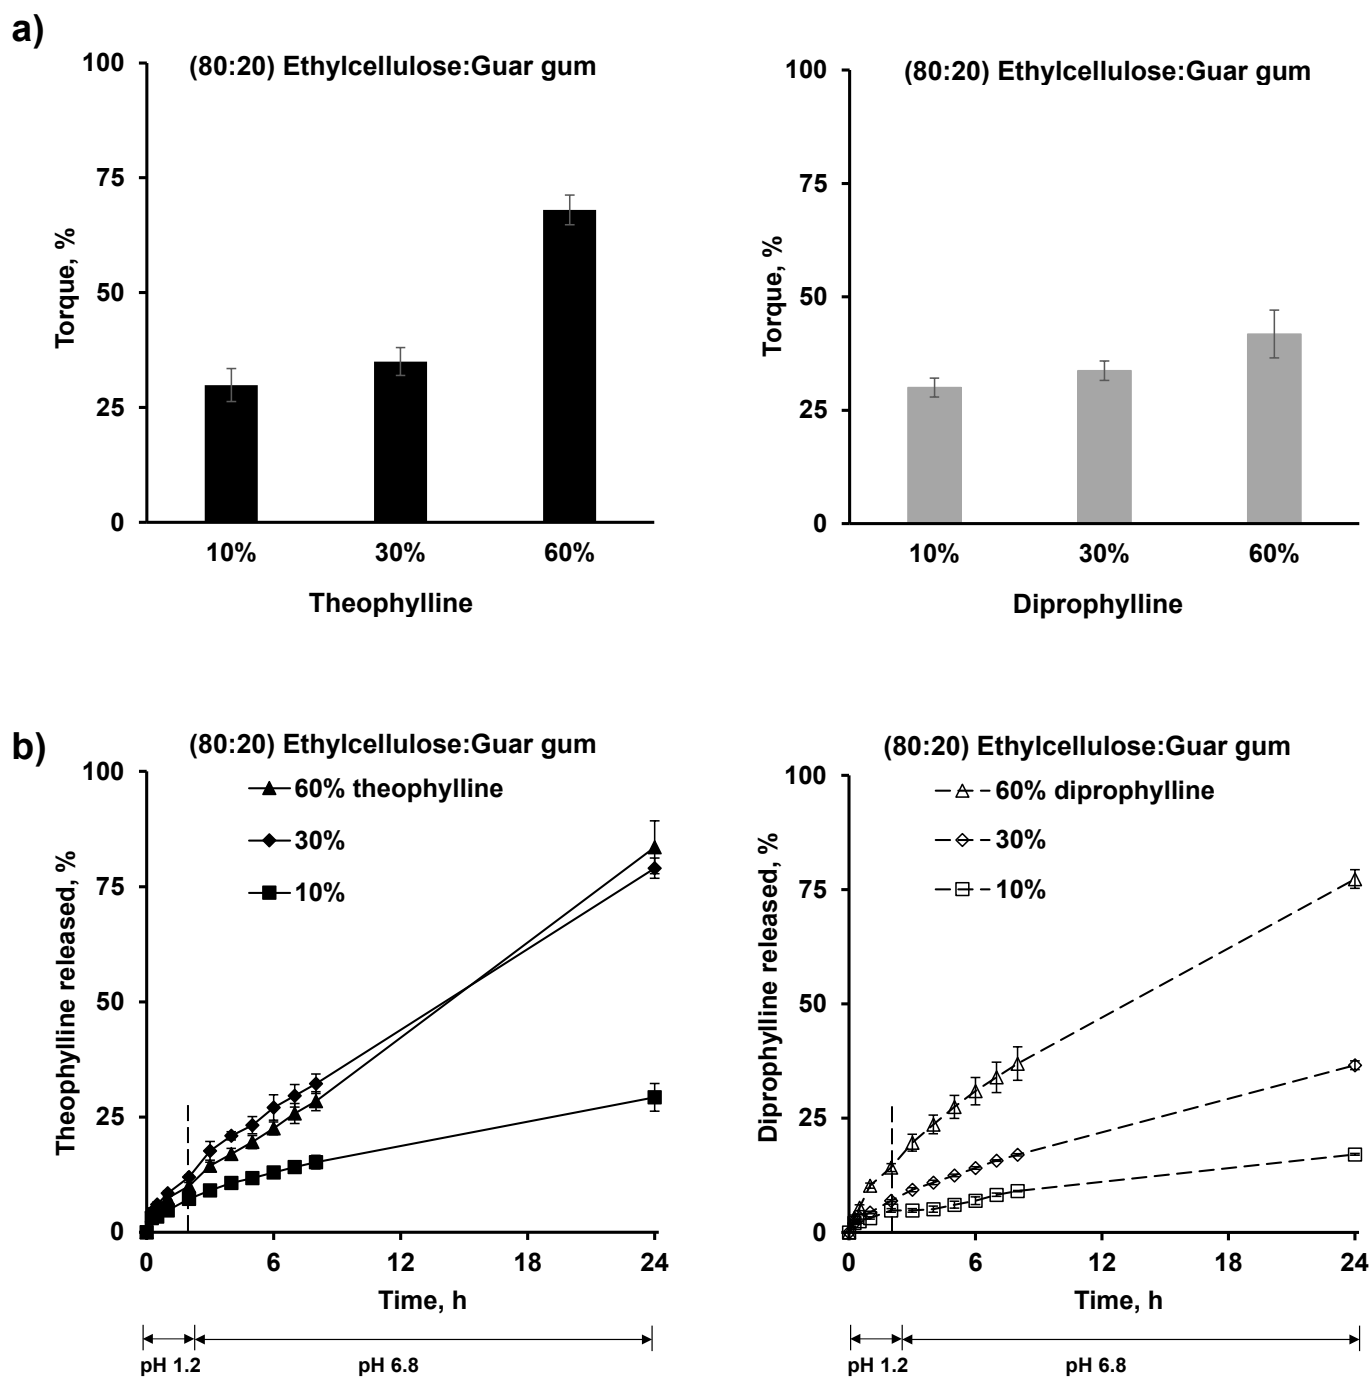 a)
(80:20) Ethylcellulose:Guar gum
100
75
50
25
0
Torque, %
10% 30% 60%
Theophylline
(80:20) Ethylcellulose:Guar gum
100
75
50
25
0
Torque, %
10% 30% 60%
Diprophylline
b)
(80:20) Ethylcellulose:Guar gum
60% theophylline
30%
10%
100
75
50
25
0
Theophylline released, %
0 6 12 18 24
Time, h
pH 1.2 pH 6.8
(80:20) Ethylcellulose:Guar gum
60% diprophylline
30%
10%
100
75
50
25
0
Diprophylline released, %
0 6 12 18 24
Time, h
pH 1.2 pH 6.8